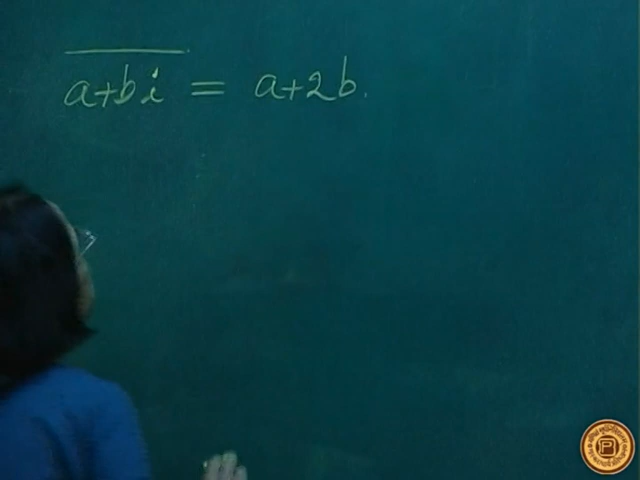 \overline{a+bi} = a+2b.